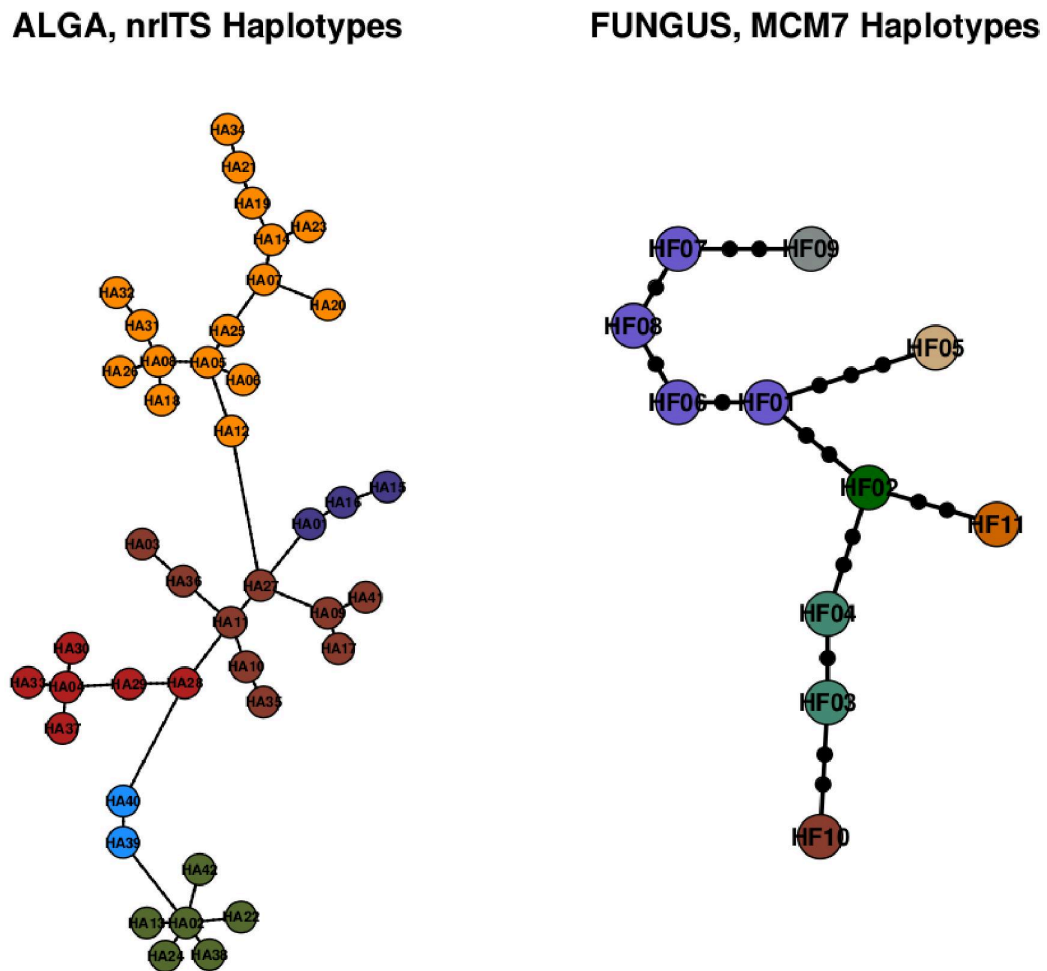 ALGA, nrITS Haplotypes
HA34
HA21
HA19
HA14
HA23
HA07
HA20
HA32
HA31
HA25
HA08
HA05
HA26
HA06
HA18
HA12
HA15
HA16
HA01
HA03
HA36
HA27
HA41
HA09
HA11
HA17
HA10
HA35
HA30
HA33
HA04
HA29
HA28
HA37
HA40
HA39
HA42
HA13
HA02
HA22
HA24
HA38
FUNGUS, MCM7 Haplotypes
HF07
HF09
HF08
HF05
HF06
HF01
HF02
HF11
HF04
HF03
HF10